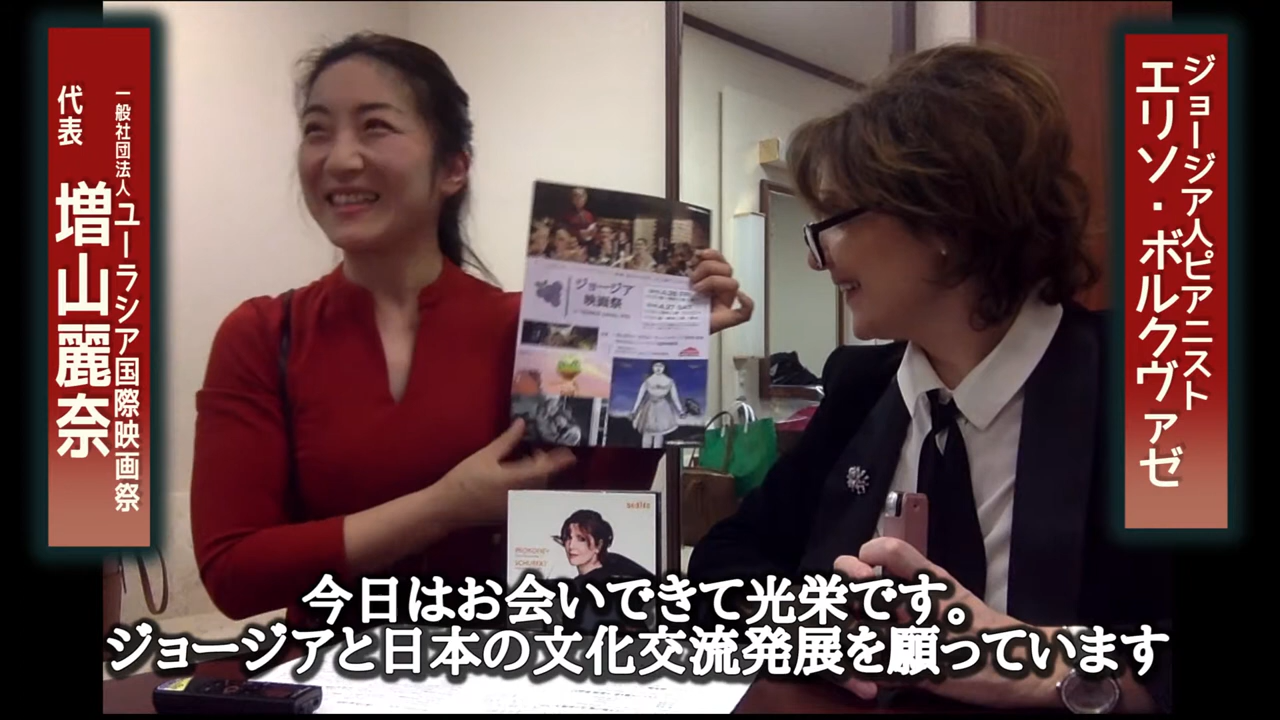 一般社団法人ユーラシア国際映画祭
代表 増山麗奈
ジョージア人ピアニスト
エリソ・ボルクヴァゼ
ジョージア
映画祭
audite
PROKOFIEV
SCHUBERT
今日はお会いできて光栄です。
ジョージアと日本の文化交流発展を願っています